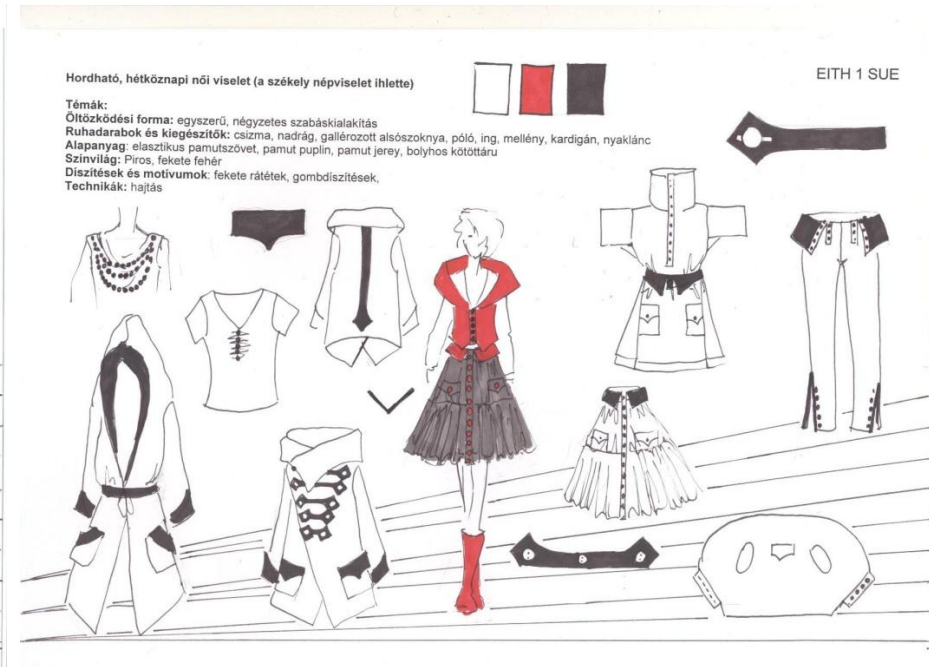 Hordható, hétköznapi női viselet (a székely népviselet ihlette)
EITH 1 SUE
Témák:
Öltözködési forma: egyszerű, négyzetes szabáskialakítás
Ruhadarabok és kiegészítők: csizma, nadrág, gallérozott alsószoknya, póló, ing, mellény, kardigán, nyaklánc
Alapanyag: elasztikus pamutszövet, pamut puplin, pamut jerey, bolyhos kötöttáru
Szinvilág: Piros, fekete fehér
Diszítések és motívumok: fekete rátétek, gombdíszítések,
Technikák: hajtás